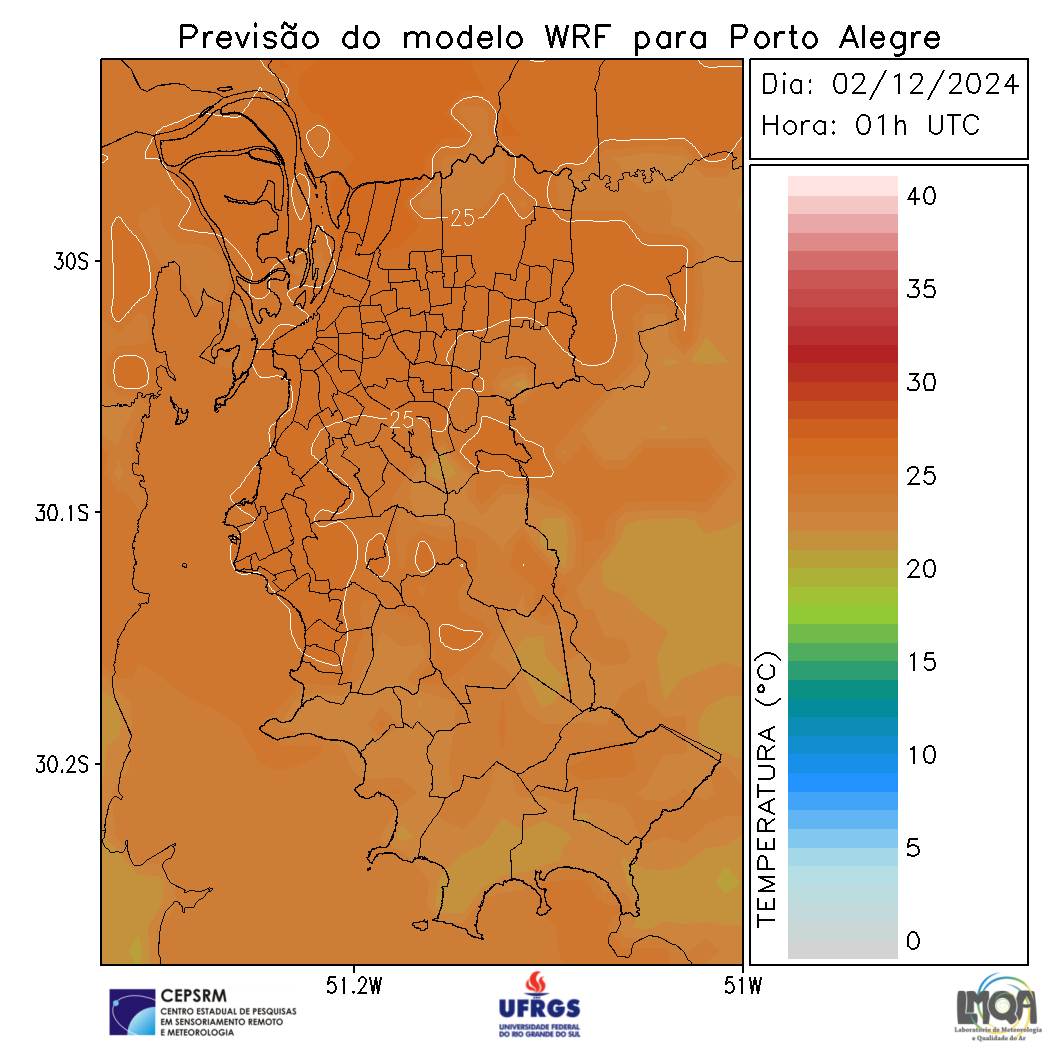 Previsão do modelo WRF para Porto Alegre
Dia: 02/12/2024
Hora: 01h UTC
30S
30.1S
30.2S
51.2W
51W
25
25
40
35
30
25
20
15
10
5
0
TEMPERATURA (°C)
CEPSRM
CENTRO ESTADUAL DE PESQUISAS
EM SENSORIAMENTO REMOTO
E METEOROLOGIA
UFRGS
UNIVERSIDADE FEDERAL
DO RIO GRANDE DO SUL
LMQA
Laboratório de Meteorologia
e Qualidade do Ar